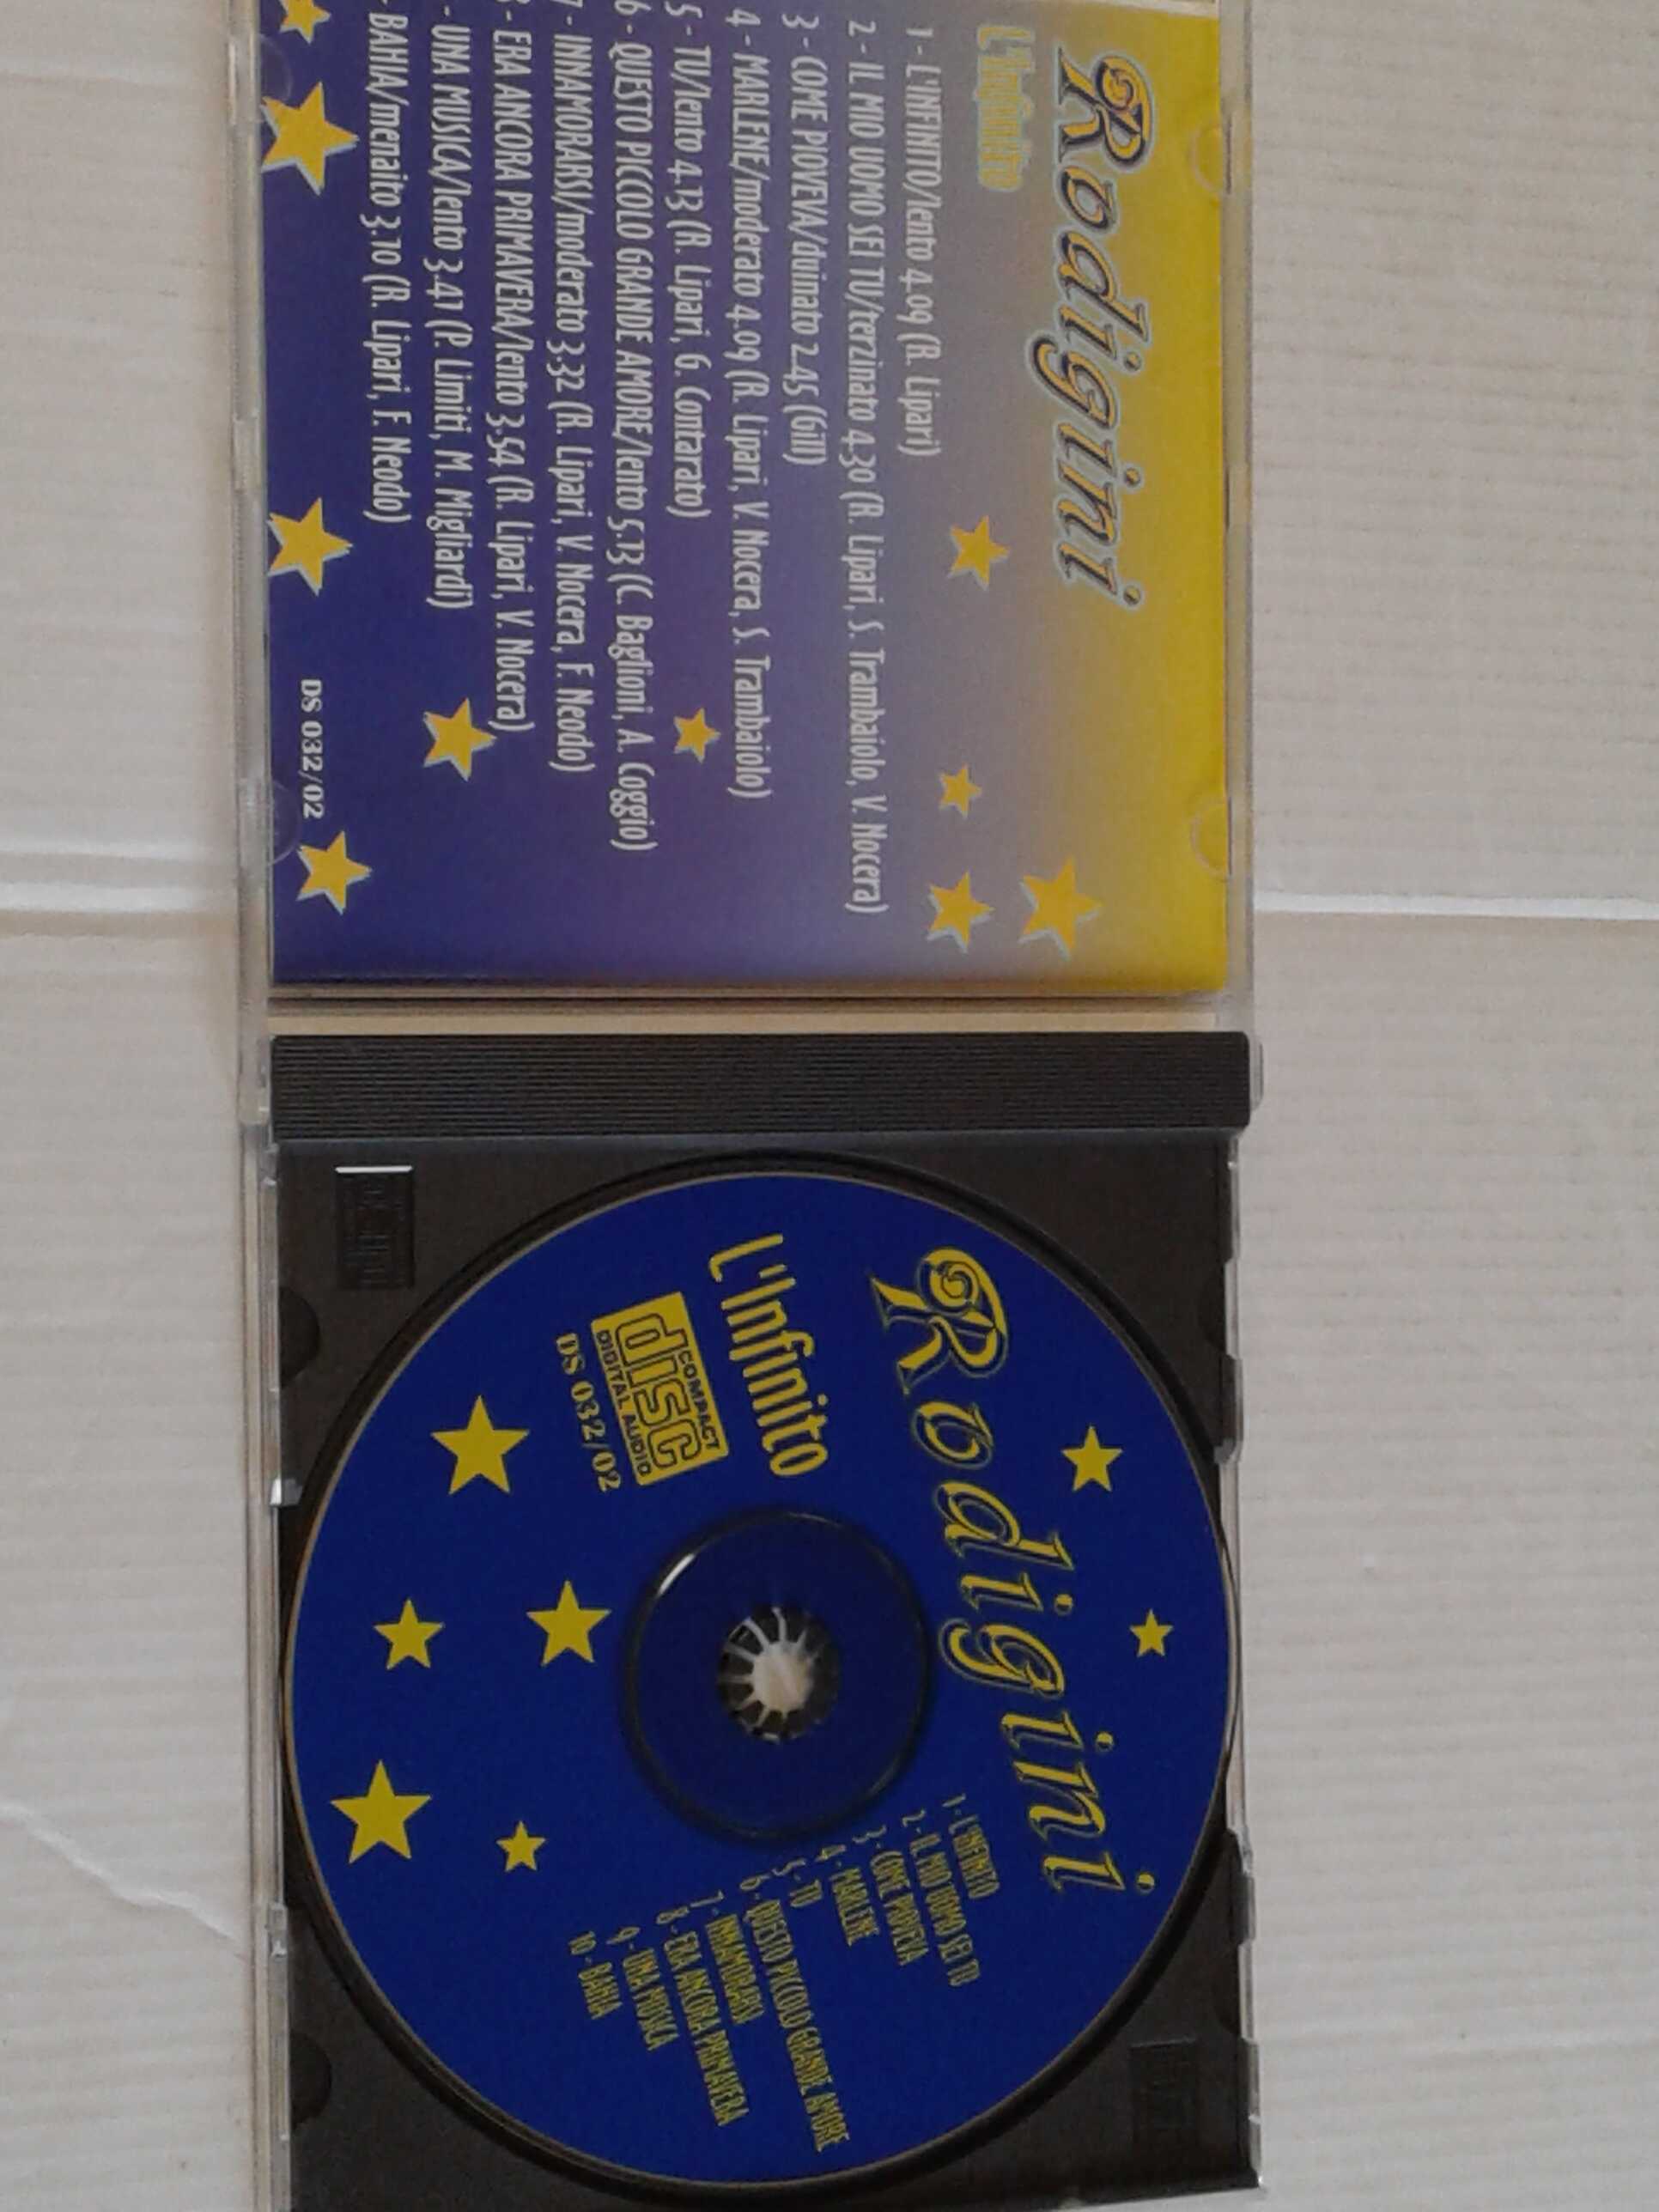 Rodigini
L'Infinito
1 - L'INFINITO/lento 4.09 (R. Lipari)
2 - IL MIO UOMO SEI TU/terzinato 4.30 (R. Lipari, S. Trambaiolo, V. Nocera)
3 - COME PIOVEVA/duinato 2.45 (Gill)
4 - MARLENE/moderato 4.09 (R. Lipari, V. Nocera, S. Trambaiolo)
5 - TU/lento 4.13 (R. Lipari, G. Contarato)
6 - QUESTO PICCOLO GRANDE AMORE/lento 5.13 (C. Baglioni, A. Coggio)
7 - INNAMORARSI/moderato 3.32 (R. Lipari, V. Nocera, F. Neodo)
8 - ERA ANCORA PRIMAVERA/lento 3.54 (R. Lipari, V. Nocera)
- UNA MUSICA/lento 3.41 (P. Limiti, M. Migliardi)
- BAHIA/menaito 3.10 (R. Lipari, F. Neodo)
DS 032/02
Rodigini
L'Infinito
COMPACT
disc
DIGITAL AUDIO
DS 032/02
1 - L'INFINITO
2 - IL MIO UOMO SEI TU
3 - COME PIOVEVA
4 - MARLENE
5 - TU
6 - QUESTO PICCOLO GRANDE AMORE
7 - INNAMORARSI
8 - ERA ANCORA PRIMAVERA
9 - UNA MUSICA
10 - BAHIA